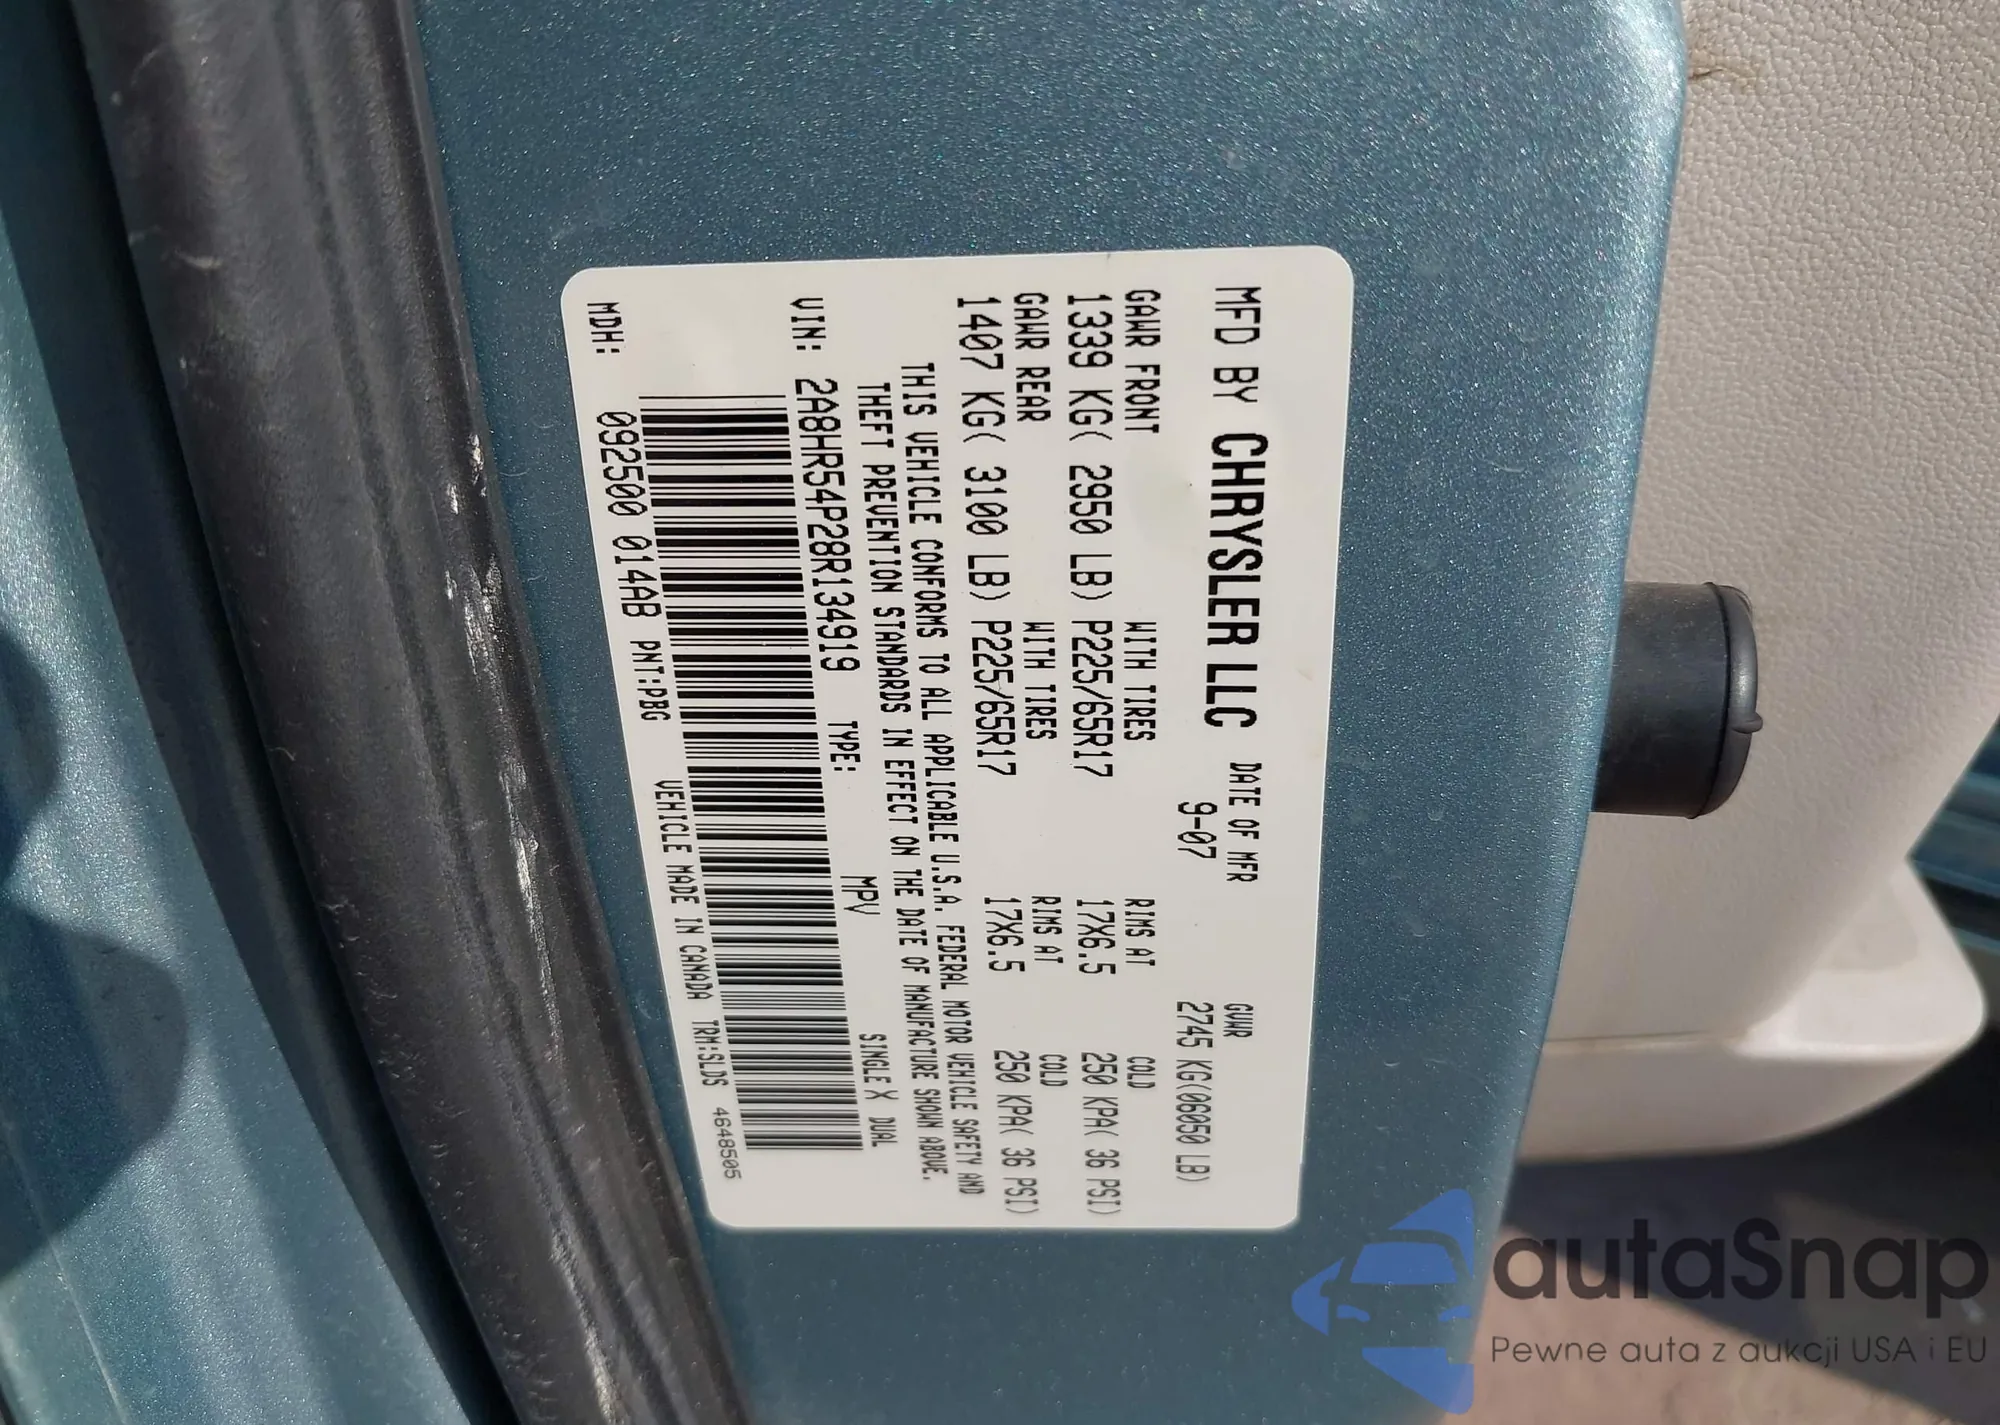 MFD BY CHRYSLER LLC DATE OF MFR GVWR
9-07 2745 KG(06050 LB)
GAWR FRONT WITH TIRES RIMS AT COLD
1339 KG( 2950 LB) P225/65R17 17X6.5 250 KPA( 36 PSI)
GAWR REAR WITH TIRES RIMS AT COLD
1407 KG( 3100 LB) P225/65R17 17X6.5 250 KPA( 36 PSI)
THIS VEHICLE CONFORMS TO ALL APPLICABLE U.S.A. FEDERAL MOTOR VEHICLE SAFETY AND
THEFT PREVENTION STANDARDS IN EFFECT ON THE DATE OF MANUFACTURE SHOWN ABOVE.
VIN: 2A8HR54P28R134919 TYPE: MPV SINGLE X DUAL
MDH: 092500 014AB PNT:PBG VEHICLE MADE IN CANADA TRM:SLDS 4648505
autaSnap
Pewne auta z aukcji USA i EU